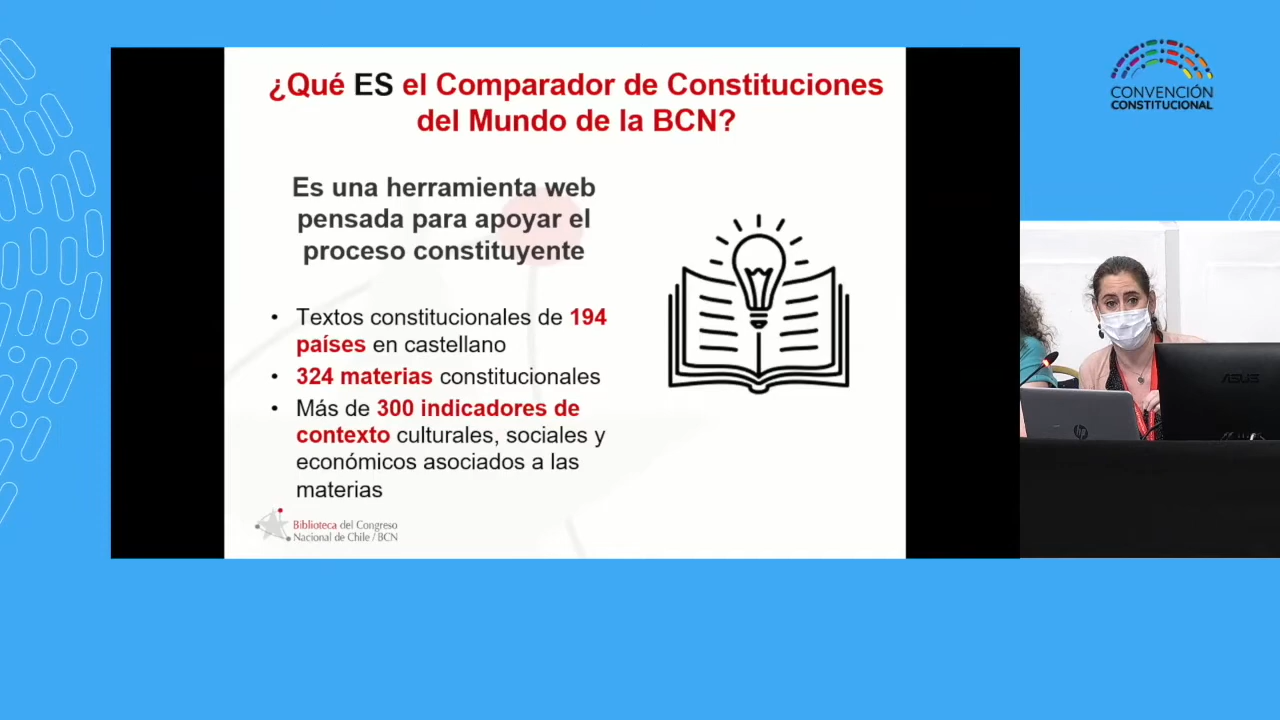 ¿Qué ES el Comparador de Constituciones
del Mundo de la BCN?
Es una herramienta web
pensada para apoyar el
proceso constituyente
• Textos constitucionales de 194
países en castellano
• 324 materias constitucionales
• Más de 300 indicadores de
contexto culturales, sociales y
económicos asociados a las
materias
Biblioteca del Congreso
Nacional de Chile / BCN
CONVENCIÓN
CONSTITUCIONAL
ASUS
hp